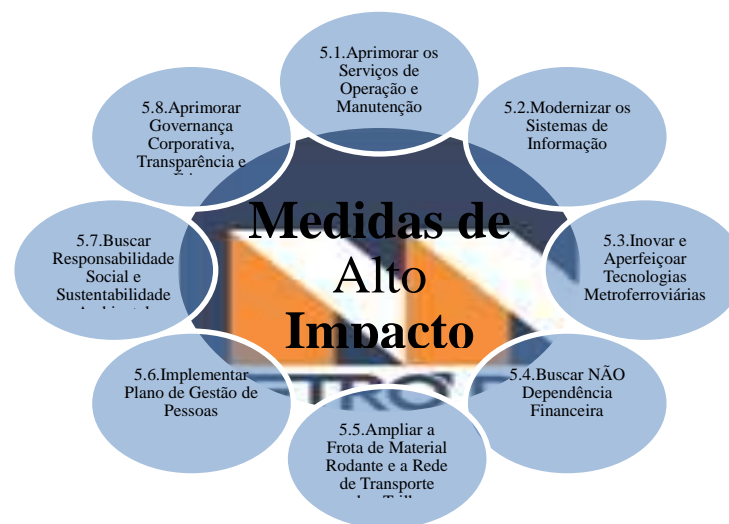 5.1.Aprimorar os
Serviços de
Operação e
Manutenção
5.2.Modernizar os
Sistemas de
Informação
5.3.Inovar e
Aperfeiçoar
Tecnologias
Metroferroviárias
5.4.Buscar NÃO
Dependência
Financeira
5.5.Ampliar a
Frota de Material
Rodante e a Rede
de Transporte
5.6.Implementar
Plano de Gestão de
Pessoas
5.7.Buscar
Responsabilidade
Social e
Sustentabilidade
5.8.Aprimorar
Governança
Corporativa,
Transparência e
Medidas de
Alto
Impacto